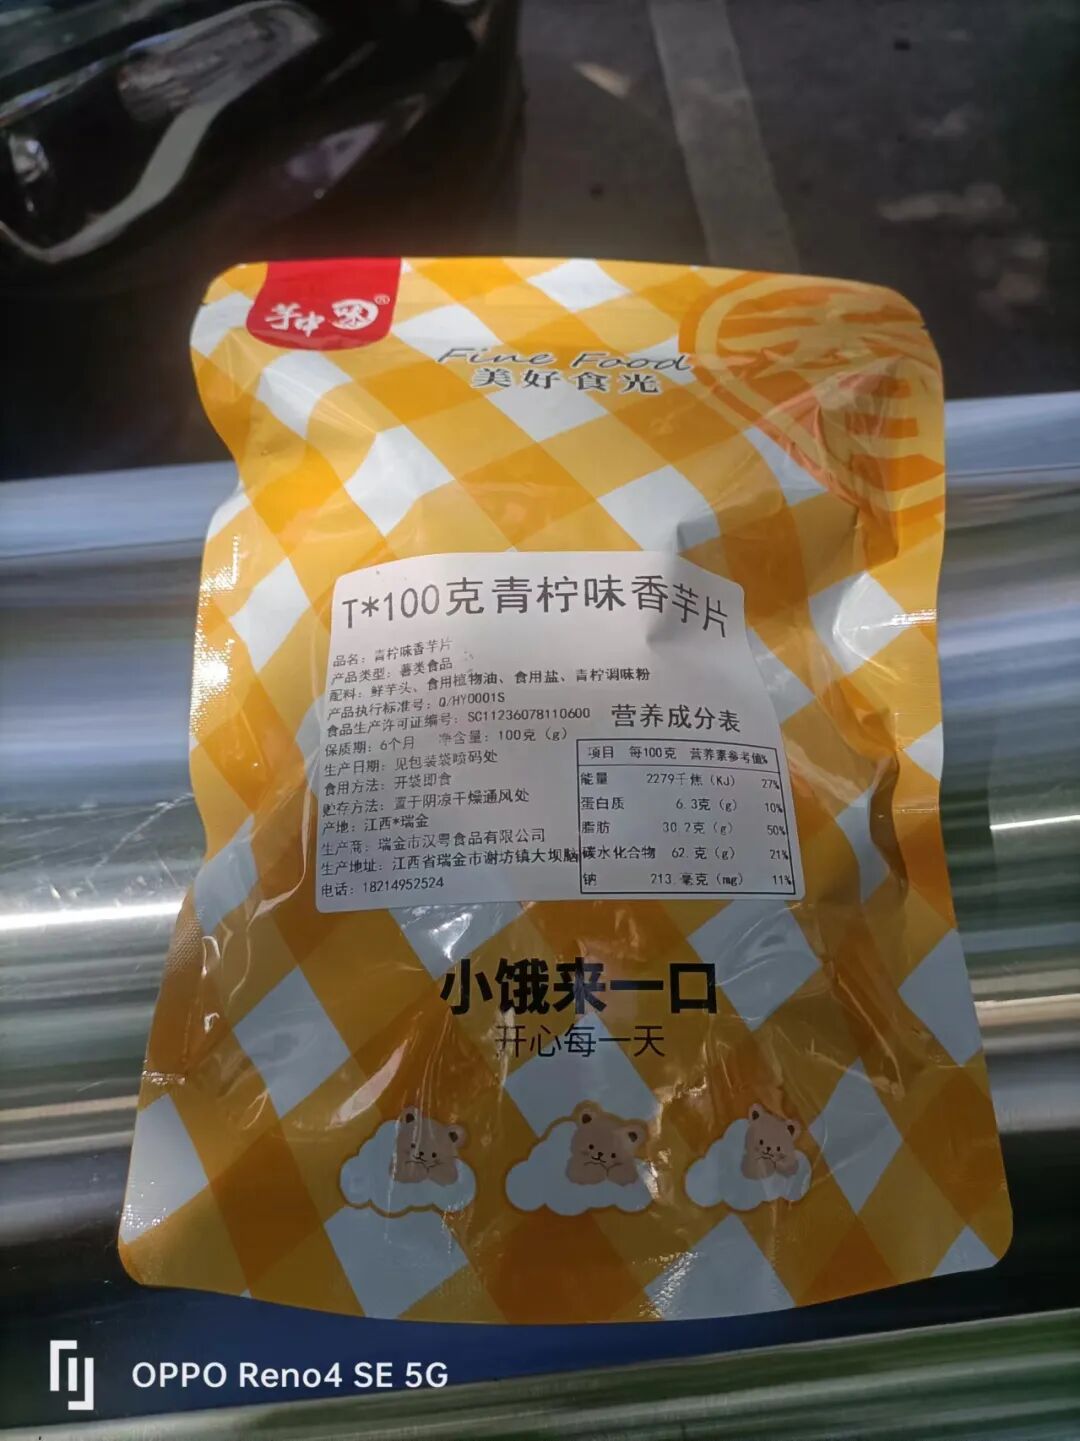 芋中味®
Fine Food
美好食光
T*100克青柠味香芋片
品名：青柠味香芋片
产品类型：薯类食品
配料：鲜芋头、食用植物油、食用盐、青柠调味粉
产品执行标准号：Q/HY0001S
食品生产许可证编号：SC11236078110600
保质期：6个月 净含量：100克（g）
生产日期：见包装袋喷码处
食用方法：开袋即食
贮存方法：置于阴凉干燥通风处
产地：江西*瑞金
生产商：瑞金市汉粤食品有限公司
生产地址：江西省瑞金市谢坊镇大坝脑
电话：18214952524
营养成分表
项目 每100克 营养素参考值%
能量 2279千焦（KJ） 27%
蛋白质 6.3克（g） 10%
脂肪 30.2克（g） 50%
碳水化合物 62.克（g） 21%
钠 213.毫克（mg） 11%
小饿来一口
开心每一天
OPPO Reno4 SE 5G